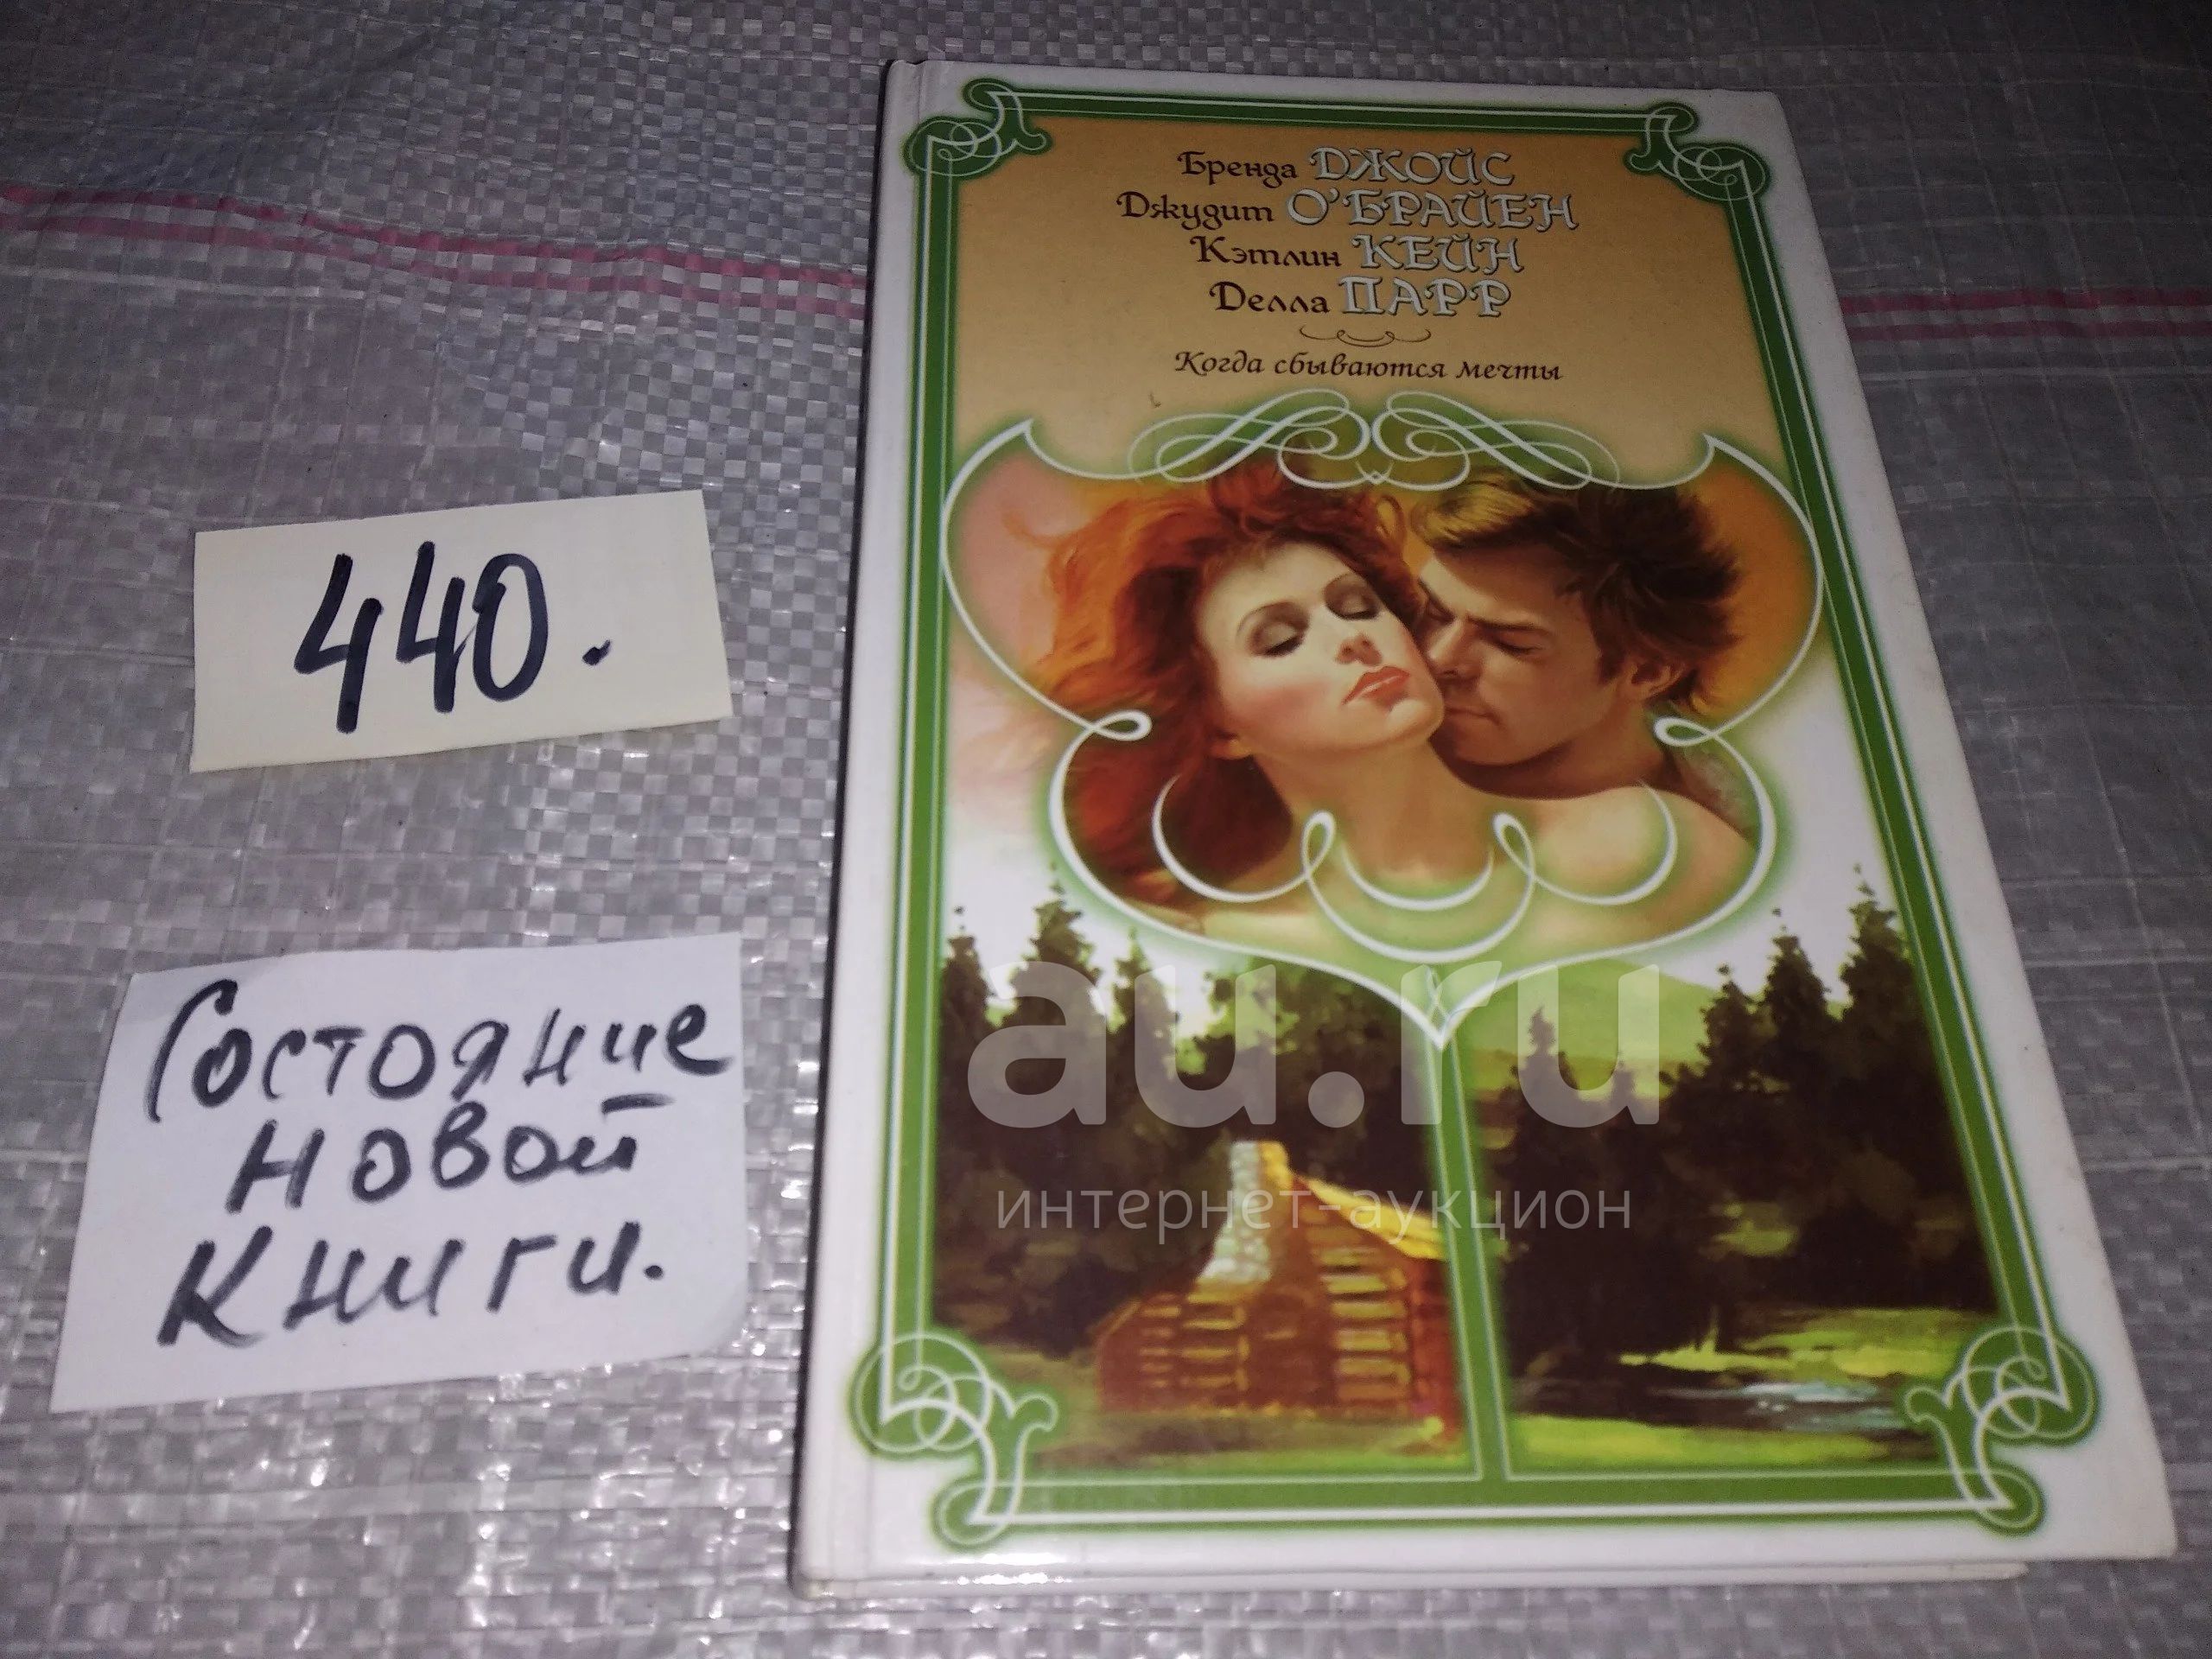 Бренда ДЖОЙС
Джудит О'БРАЙЕН
Кэтлин КЕЙН
Делла ПАРР
Когда сбываются мечты
440.
Состояние
новой
книги.
au.ru
интернет-аукцион